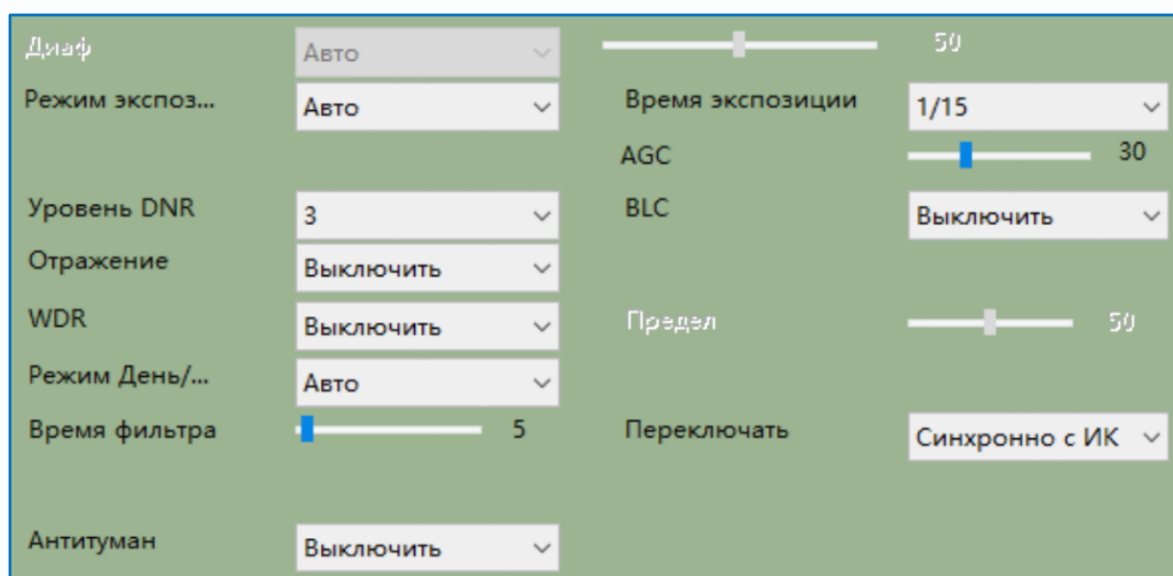 Диаф Авто 50
Режим экспоз... Авто Время экспозиции 1/15
AGC 30
Уровень DNR 3 BLC Выключить
Отражение Выключить
WDR Выключить Предел 50
Режим День/... Авто
Время фильтра 5 Переключать Синхронно с ИК
Антитуман Выключить